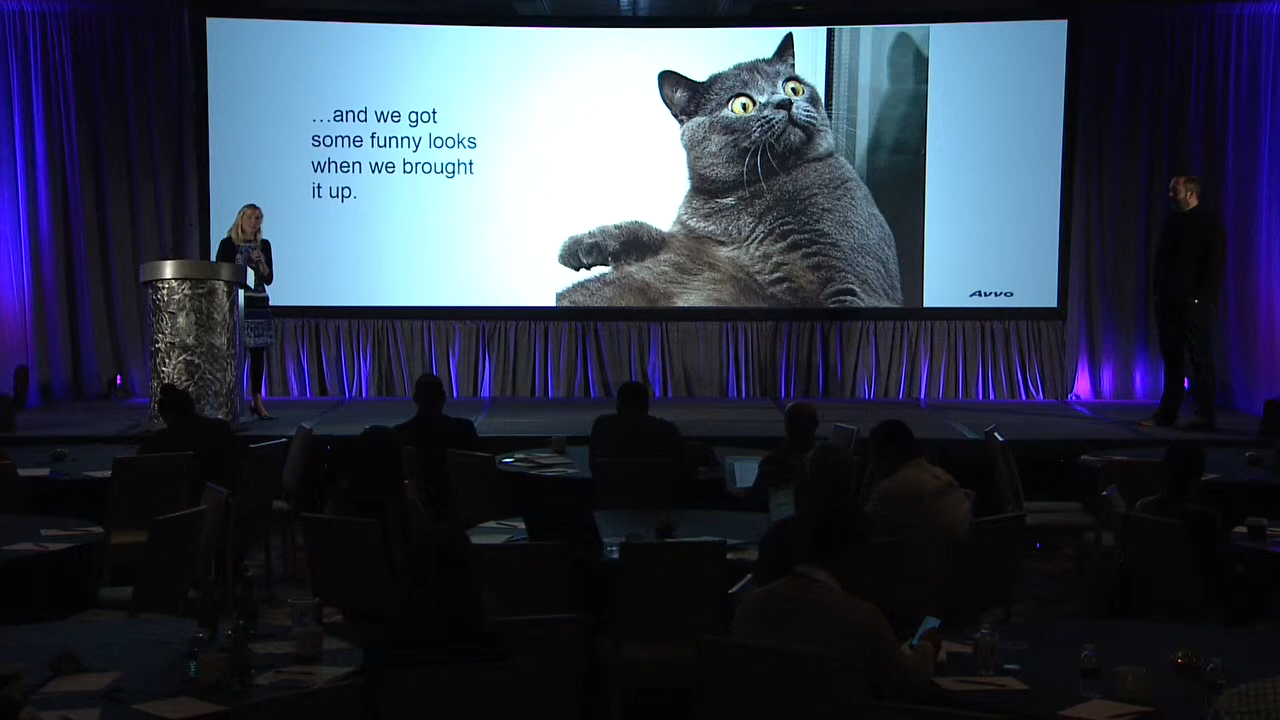 ...and we got
some funny looks
when we brought
it up.
Avvo